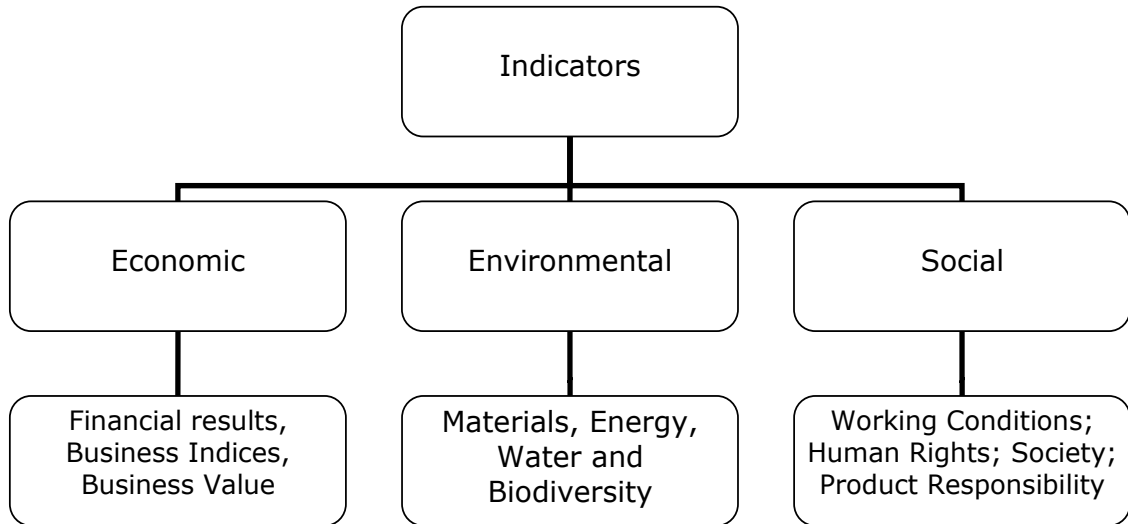 Indicators
Economic
Environmental
Social
Financial results,
Business Indices,
Business Value
Materials, Energy,
Water and
Biodiversity
Working Conditions;
Human Rights; Society;
Product Responsibility